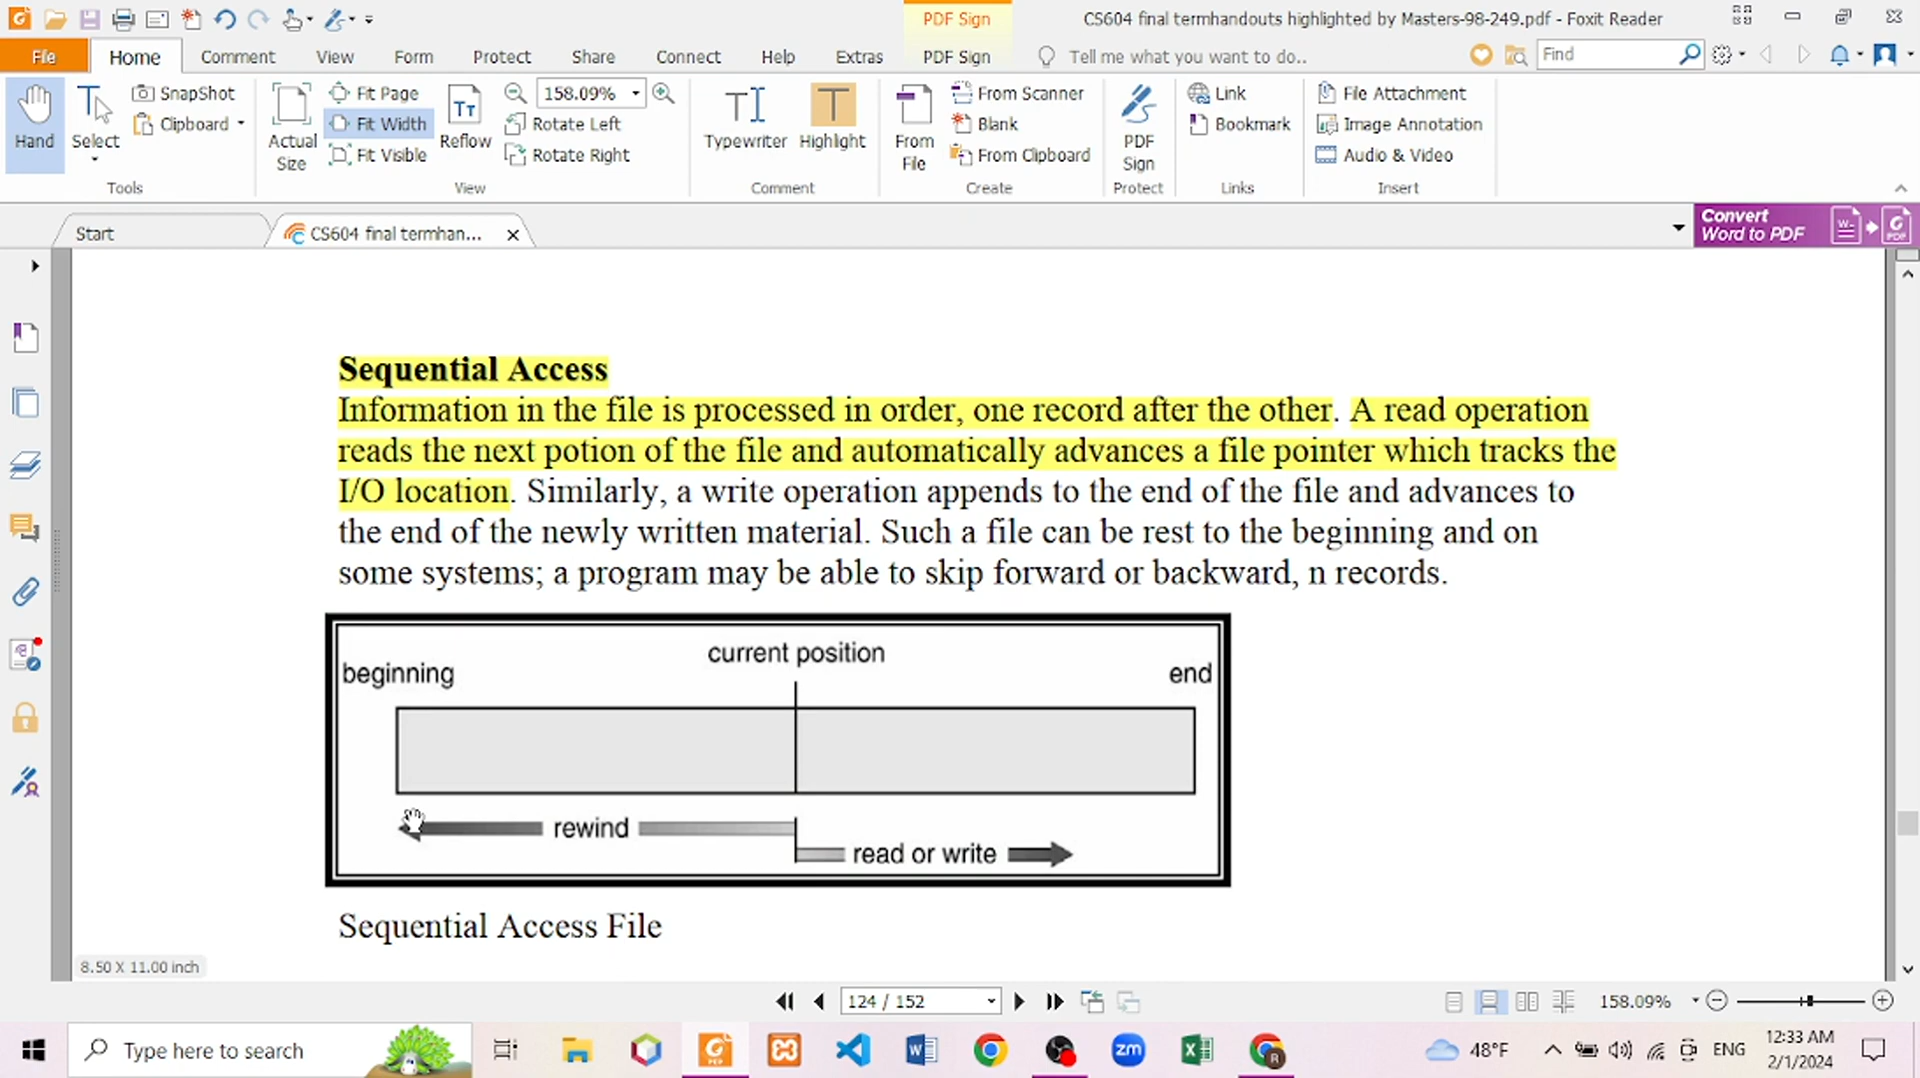 PDF Sign
CS604 final termhandouts highlighted by Masters-98-249.pdf - Foxit Reader
File
Home
Comment
View
Form
Protect
Share
Connect
Help
Extras
PDF Sign
Tell me what you want to do..
Find
Hand
Select
SnapShot
Clipboard
Tools
Actual
Size
Fit Page
Fit Width
Fit Visible
Reflow
158.09%
Rotate Left
Rotate Right
View
Typewriter
Highlight
Comment
From
File
From Scanner
Blank
From Clipboard
Create
PDF
Sign
Protect
Link
Bookmark
Links
File Attachment
Image Annotation
Audio & Video
Insert
Start
CS604 final termhan...
Convert
Word to PDF
Sequential Access
Information in the file is processed in order, one record after the other. A read operation
reads the next potion of the file and automatically advances a file pointer which tracks the
I/O location. Similarly, a write operation appends to the end of the file and advances to
the end of the newly written material. Such a file can be rest to the beginning and on
some systems; a program may be able to skip forward or backward, n records.
current position
beginning
end
rewind
read or write
Sequential Access File
8.50 X 11.00 inch
124 / 152
158.09%
Type here to search
48°F
ENG
12:33 AM
2/1/2024